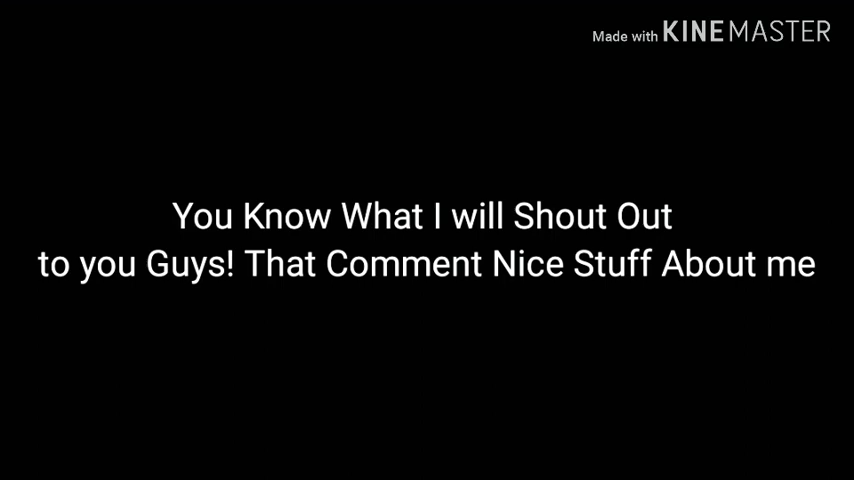 Made with KINEMASTER
You Know What I will Shout Out
to you Guys! That Comment Nice Stuff About me